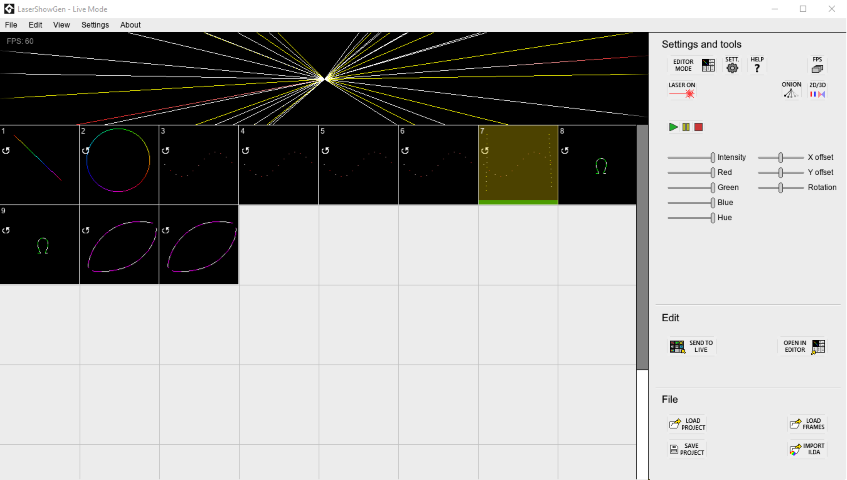 LaserShowGen - Live Mode
File Edit View Settings About
FPS: 60
Settings and tools
EDITOR
MODE
SETT.
HELP
?
FPS
LASER ON
ONION
2D/3D
Intensity
X offset
Red
Y offset
Green
Rotation
Blue
Hue
1 2 3 4 5 6 7 8
9
Edit
SEND TO
LIVE
OPEN IN
EDITOR
File
LOAD
PROJECT
LOAD
FRAMES
SAVE
PROJECT
IMPORT
ILDA